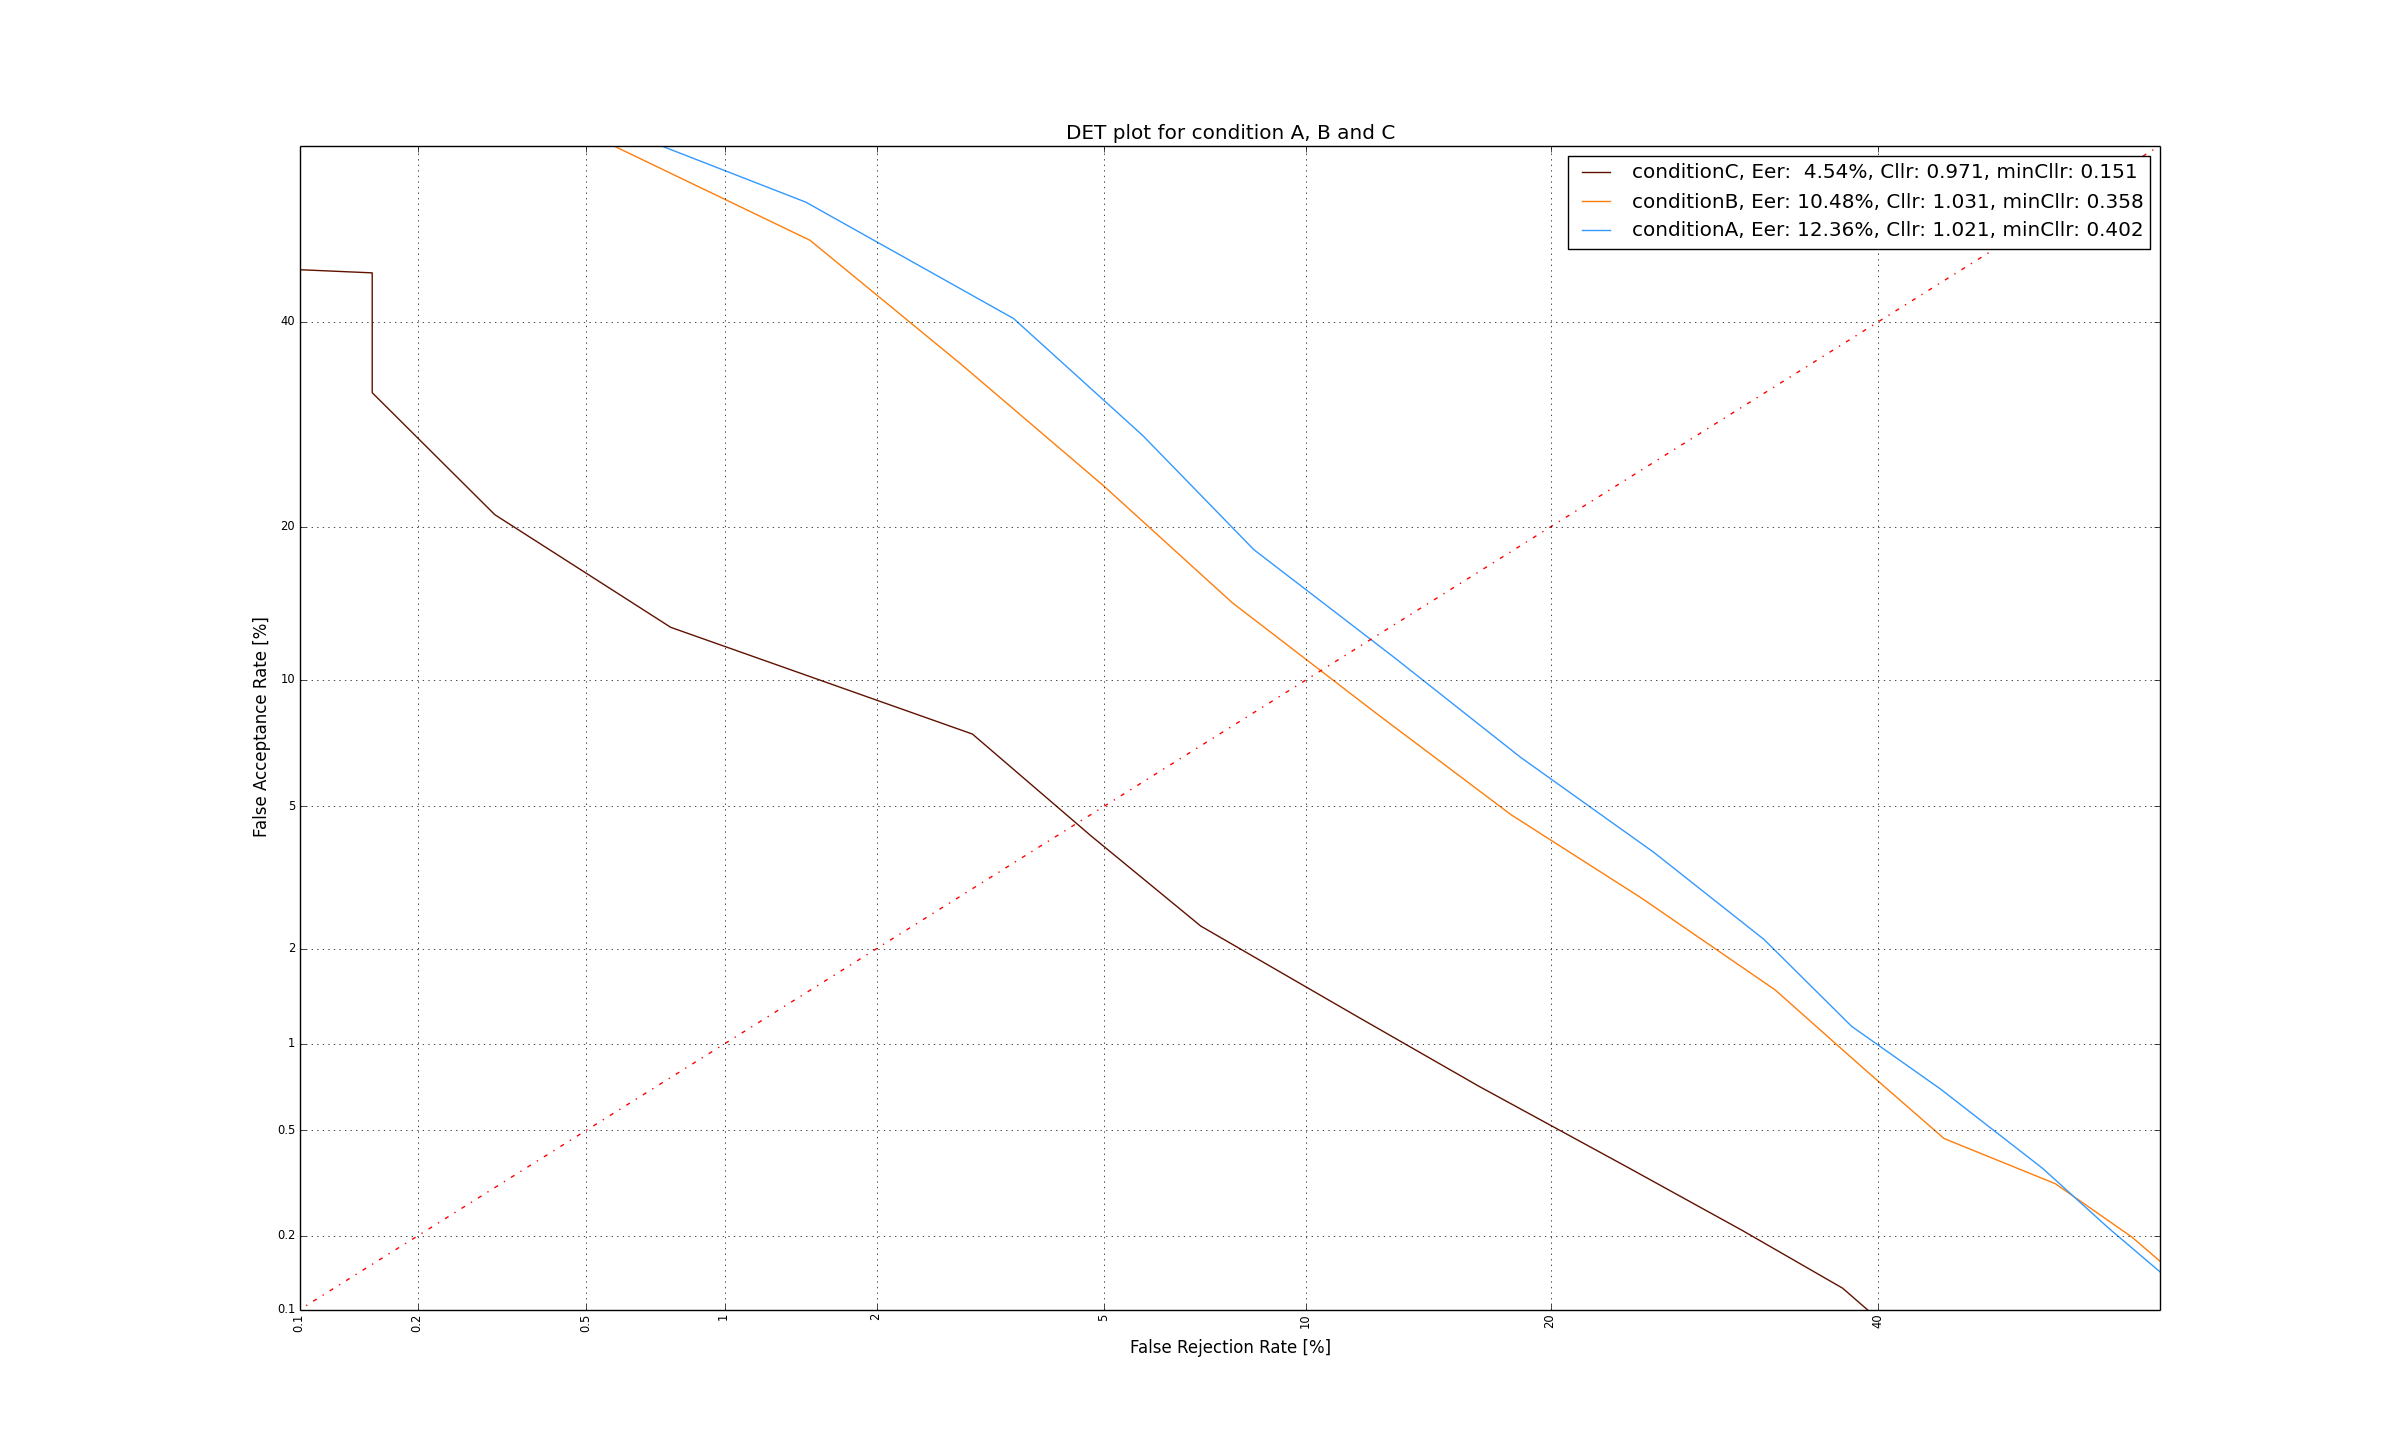 DET plot for condition A, B and C
conditionC, Eer:  4.54%, Cllr: 0.971, minCllr: 0.151
conditionB, Eer: 10.48%, Cllr: 1.031, minCllr: 0.358
conditionA, Eer: 12.36%, Cllr: 1.021, minCllr: 0.402
False Acceptance Rate [%]
40
20
10
5
2
1
0.5
0.2
0.1
0.1 0.2 0.5 1 2 5 10 20 40
False Rejection Rate [%]